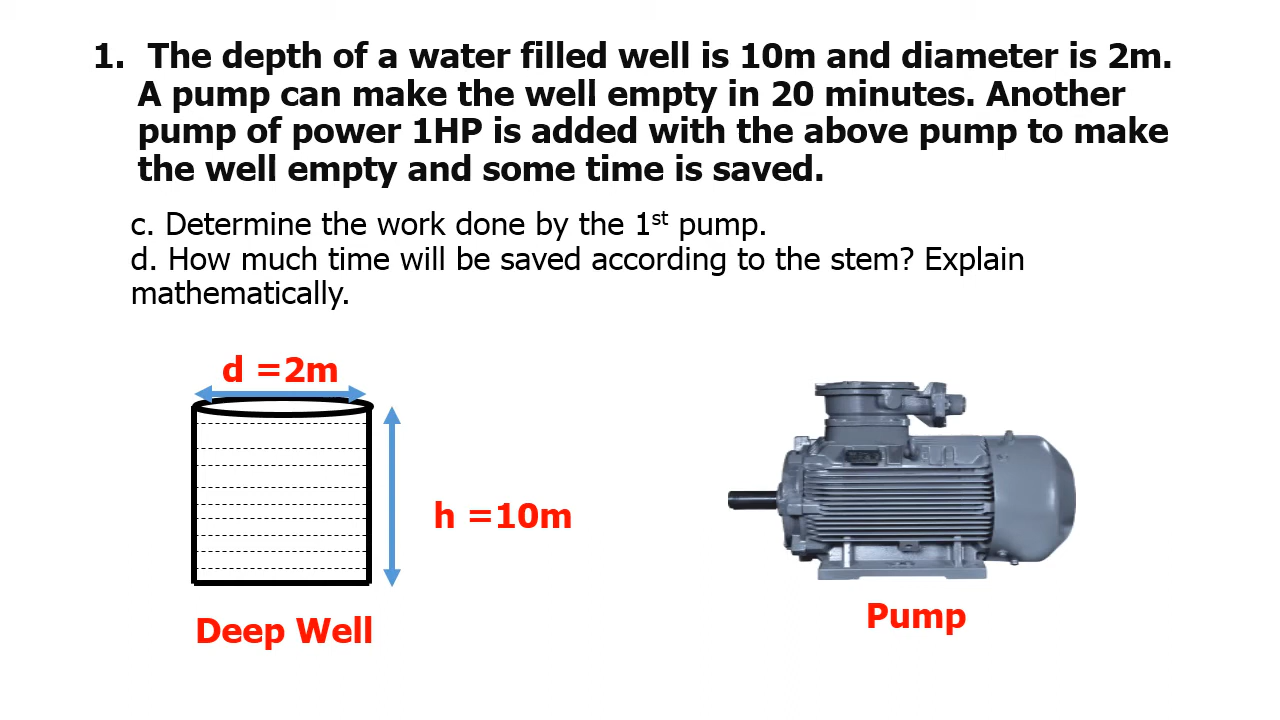 1. The depth of a water filled well is 10m and diameter is 2m.
A pump can make the well empty in 20 minutes. Another
pump of power 1HP is added with the above pump to make
the well empty and some time is saved.
c. Determine the work done by the 1st pump.
d. How much time will be saved according to the stem? Explain
mathematically.
d =2m
h =10m
Deep Well
Pump